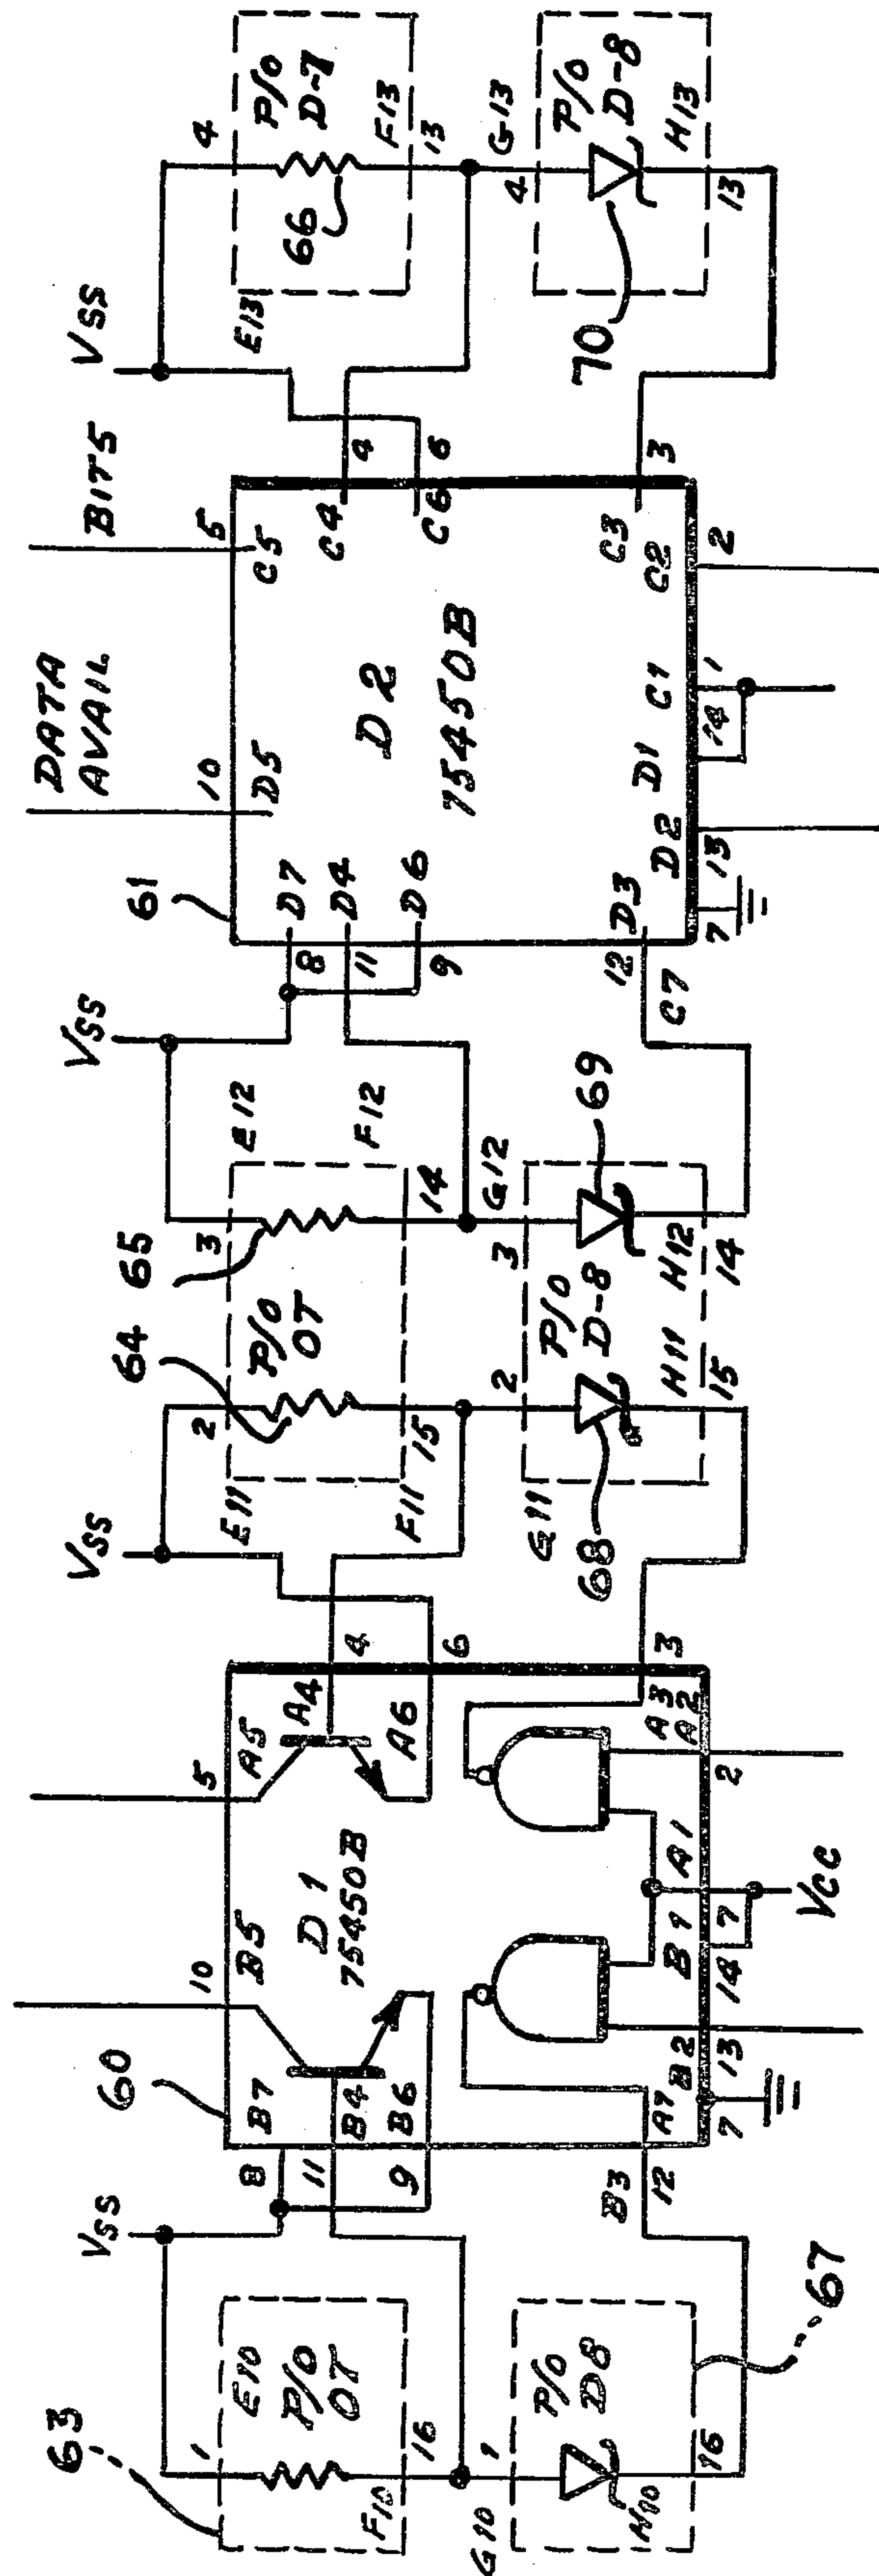 63
1
E10
P/O
OT
F10
16
G10
1
P/O
D8
H10
16
67
VSS
60
8
11
9
B7
B4
B6
B3
12
A7
10
B5
D1
75450B
5
A5
A4
A6
4
6
3
A3
A2
2
A1
B1
7
14
VCC
B2
13
7
VSS
64
65
2
3
E11
P/O
OT
E12
F11
15
14
F12
G11
2
3
G12
P/O
D-8
68
69
H11
H12
15
14
VSS
61
8
11
9
D7
D4
D6
12
D3
C7
DATA
AVAIL
10
D5
BITS
5
C5
D2
75450B
C4
C6
4
6
C3
3
C2
2
C1
1
D1
14
D2
13
7
VSS
4
P/O
D-7
66
E13
F13
13
G13
4
P/O
D-8
70
H13
13